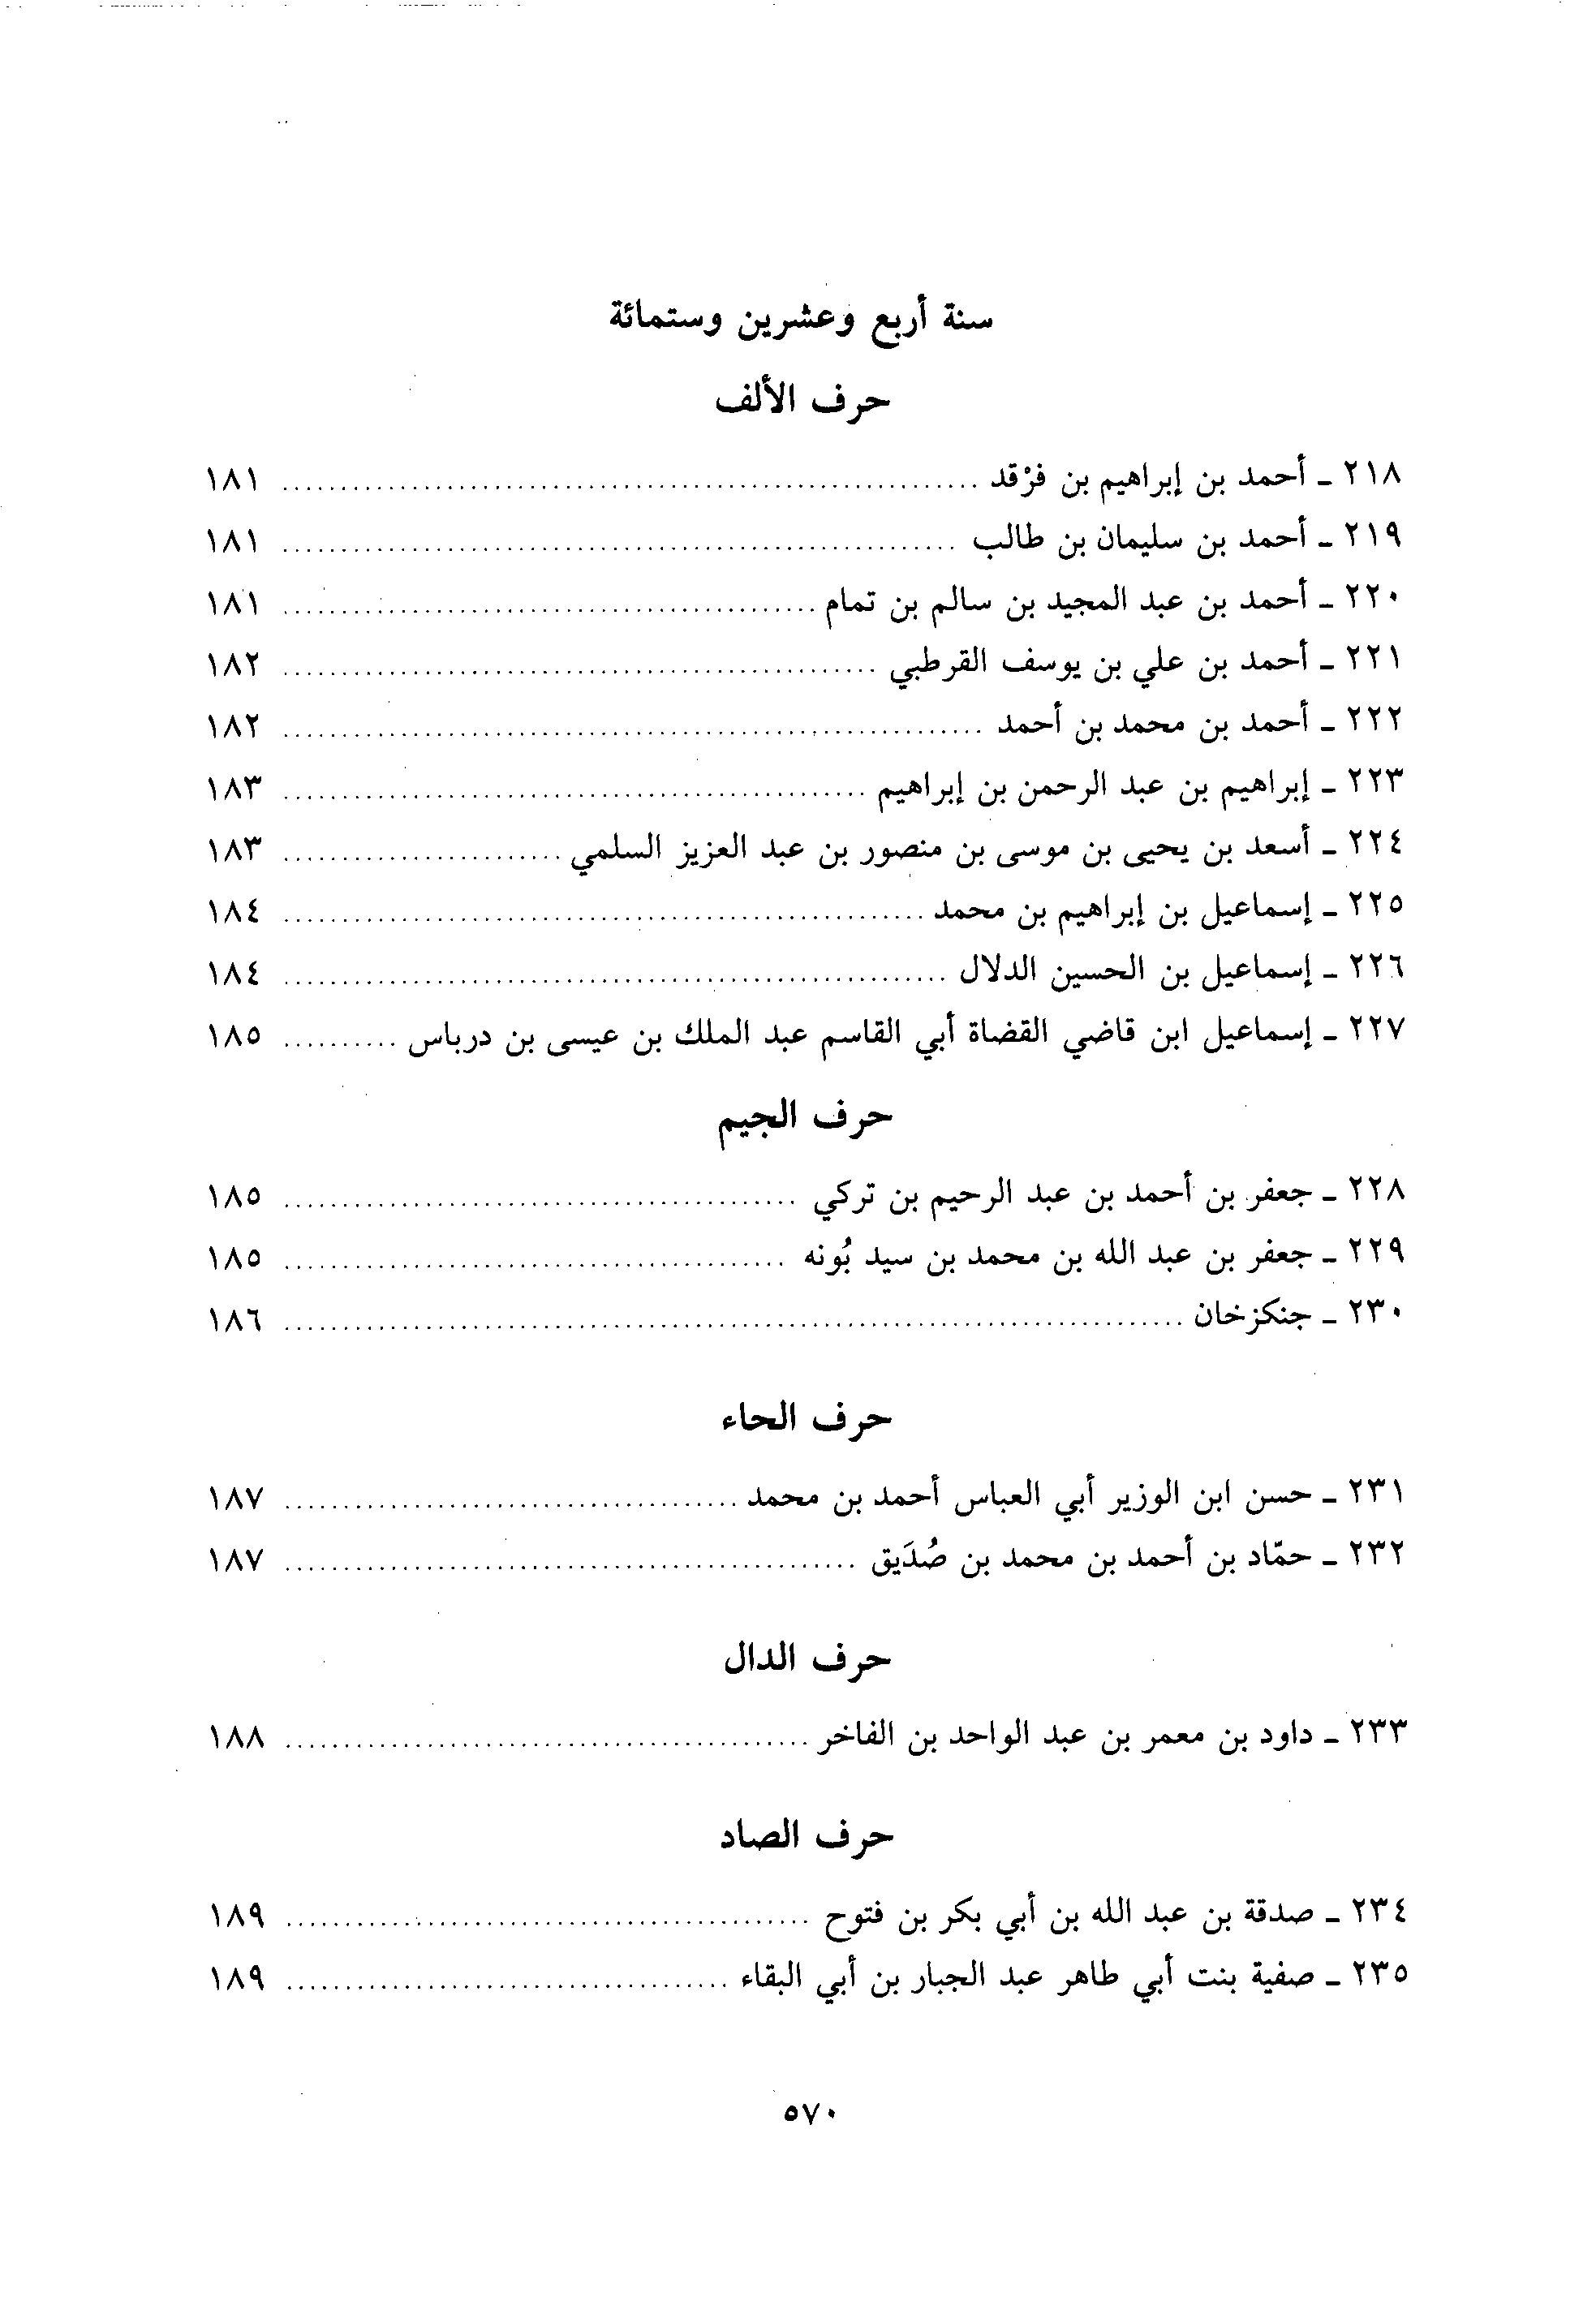 سنة أربع وعشرين وستمائة
حرف الألف
٢١٨ ـ أحمد بن إبراهيم بن فرْقد ............ ١٨١
٢١٩ ـ أحمد بن سليمان بن طالب ............ ١٨١
٢٢٠ ـ أحمد بن عبد المجيد بن سالم بن تمام ............ ١٨١
٢٢١ ـ أحمد بن علي بن يوسف القرطبي ............ ١٨٢
٢٢٢ ـ أحمد بن محمد بن أحمد ............ ١٨٢
٢٢٣ ـ إبراهيم بن عبد الرحمن بن إبراهيم ............ ١٨٣
٢٢٤ ـ أسعد بن يحيى بن موسى بن منصور بن عبد العزيز السلمي ............ ١٨٣
٢٢٥ ـ إسماعيل بن إبراهيم بن محمد ............ ١٨٤
٢٢٦ ـ إسماعيل بن الحسين الدلال ............ ١٨٤
٢٢٧ ـ إسماعيل ابن قاضي القضاة أبي القاسم عبد الملك بن عيسى بن درباس .......... ١٨٥
حرف الجيم
٢٢٨ ـ جعفر بن أحمد بن عبد الرحيم بن تركي ............ ١٨٥
٢٢٩ ـ جعفر بن عبد الله بن محمد بن سيد بُونه ............ ١٨٥
٢٣٠ ـ جنكزخان ............ ١٨٦
حرف الحاء
٢٣١ ـ حسن ابن الوزير أبي العباس أحمد بن محمد ............ ١٨٧
٢٣٢ ـ حمّاد بن أحمد بن محمد بن صُدَيق ............ ١٨٧
حرف الدال
٢٣٣ ـ داود بن معمر بن عبد الواحد بن الفاخر ............ ١٨٨
حرف الصاد
٢٣٤ ـ صدقة بن عبد الله بن أبي بكر بن فتوح ............ ١٨٩
٢٣٥ ـ صفية بنت أبي طاهر عبد الجبار بن أبي البقاء ............ ١٨٩
٥٧٠